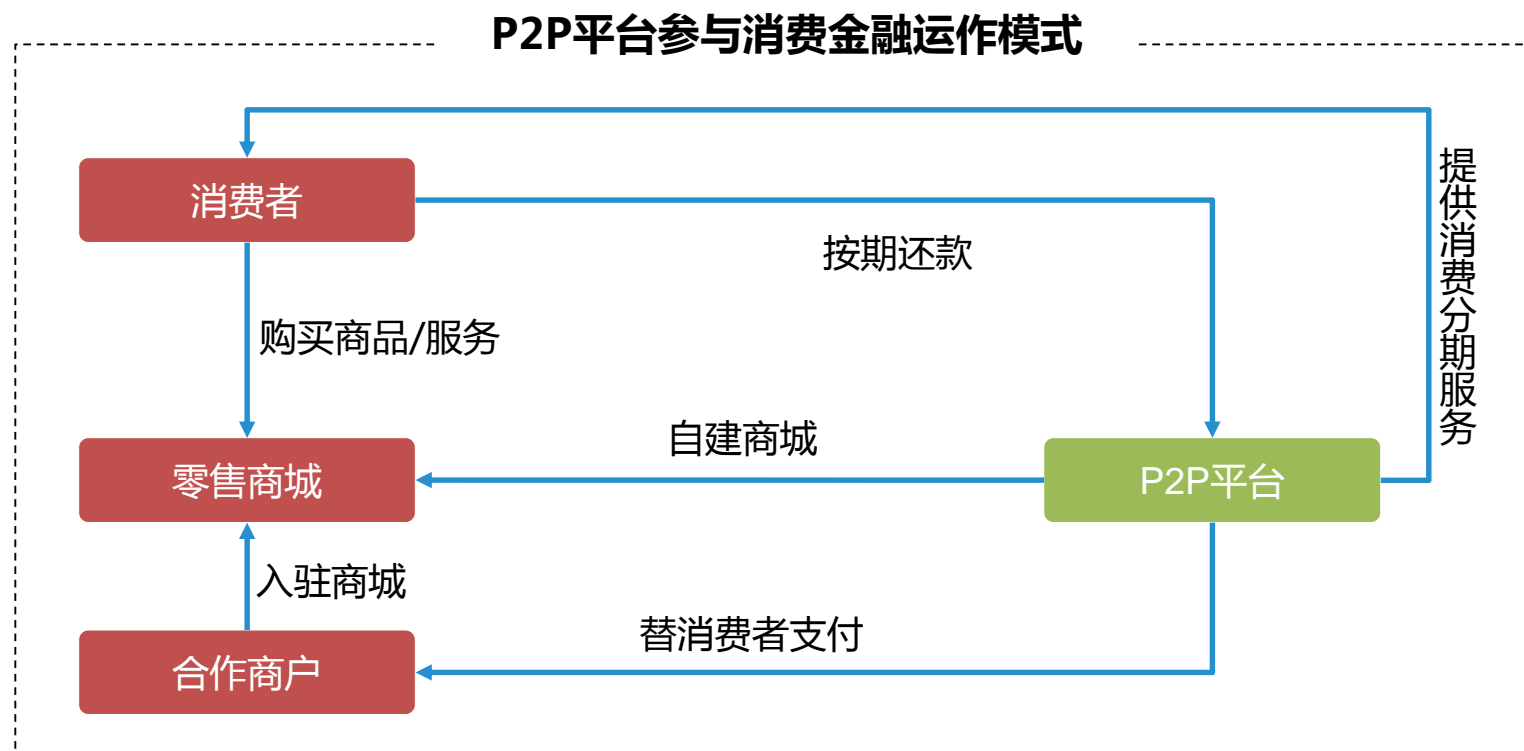 P2P平台参与消费金融运作模式
提供消费分期服务
消费者
按期还款
购买商品/服务
自建商城
零售商城
P2P平台
入驻商城
替消费者支付
合作商户